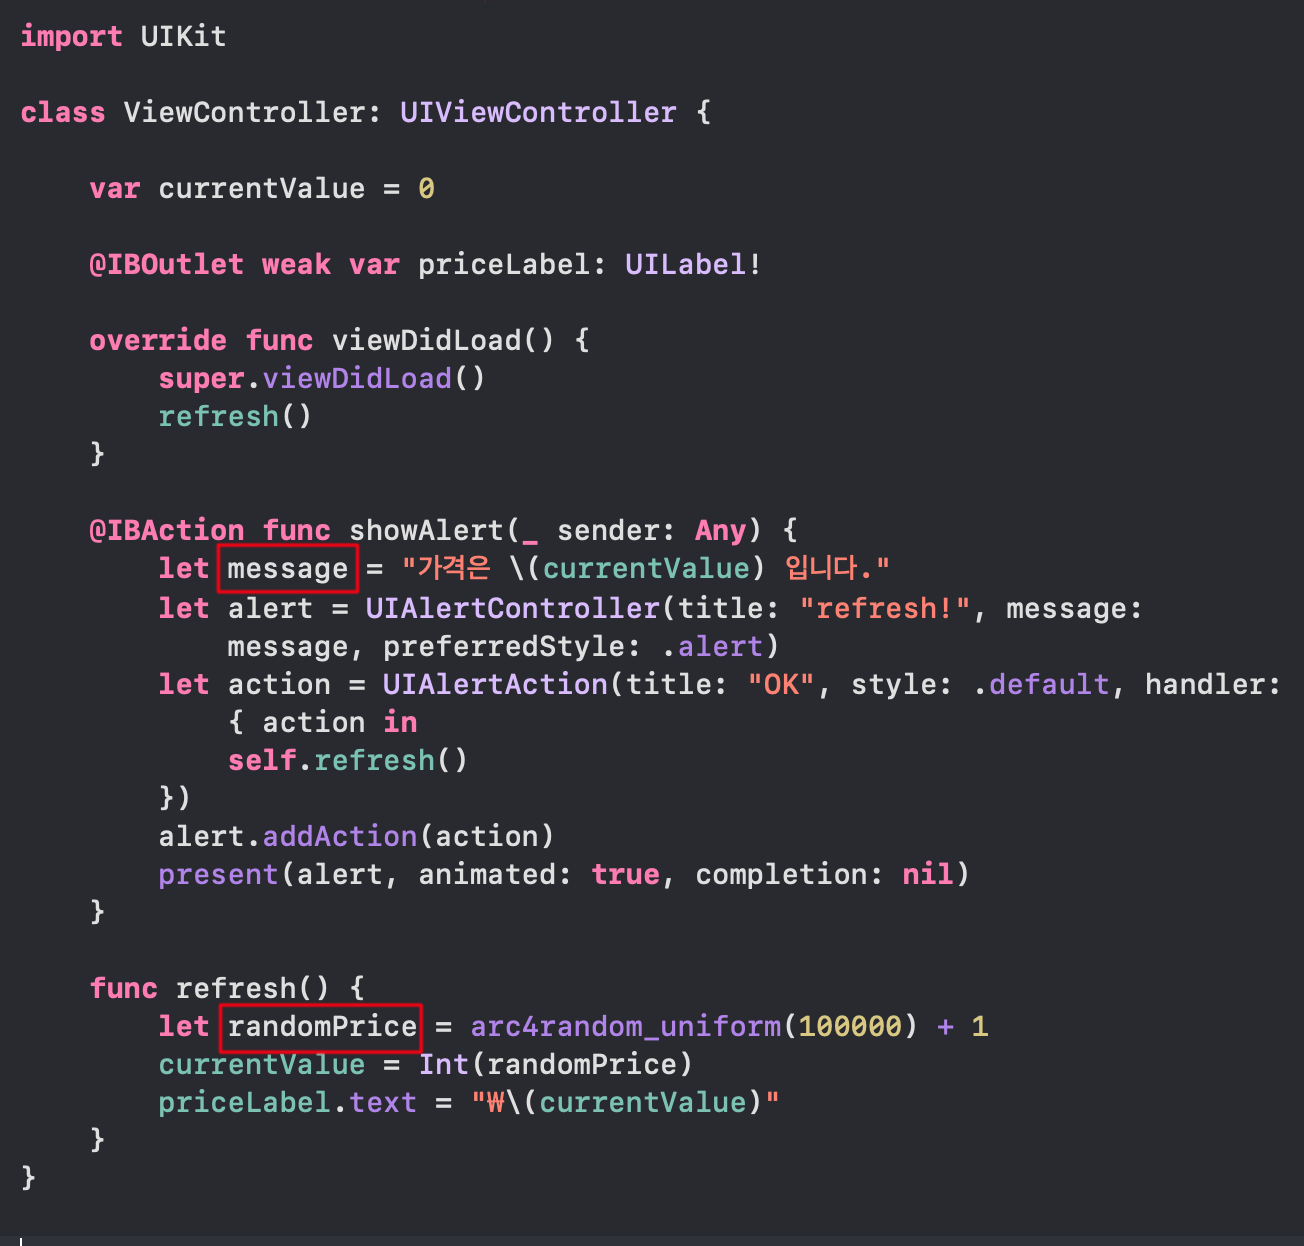 import UIKit
class ViewController: UIViewController {
var currentValue = 0
@IBOutlet weak var priceLabel: UILabel!
override func viewDidLoad() {
super.viewDidLoad()
refresh()
}
@IBAction func showAlert(_ sender: Any) {
let message = "가격은 \(currentValue) 입니다."
let alert = UIAlertController(title: "refresh!", message:
message, preferredStyle: .alert)
let action = UIAlertAction(title: "OK", style: .default, handler:
{ action in
self.refresh()
})
alert.addAction(action)
present(alert, animated: true, completion: nil)
}
func refresh() {
let randomPrice = arc4random_uniform(100000) + 1
currentValue = Int(randomPrice)
priceLabel.text = "₩\(currentValue)"
}
}